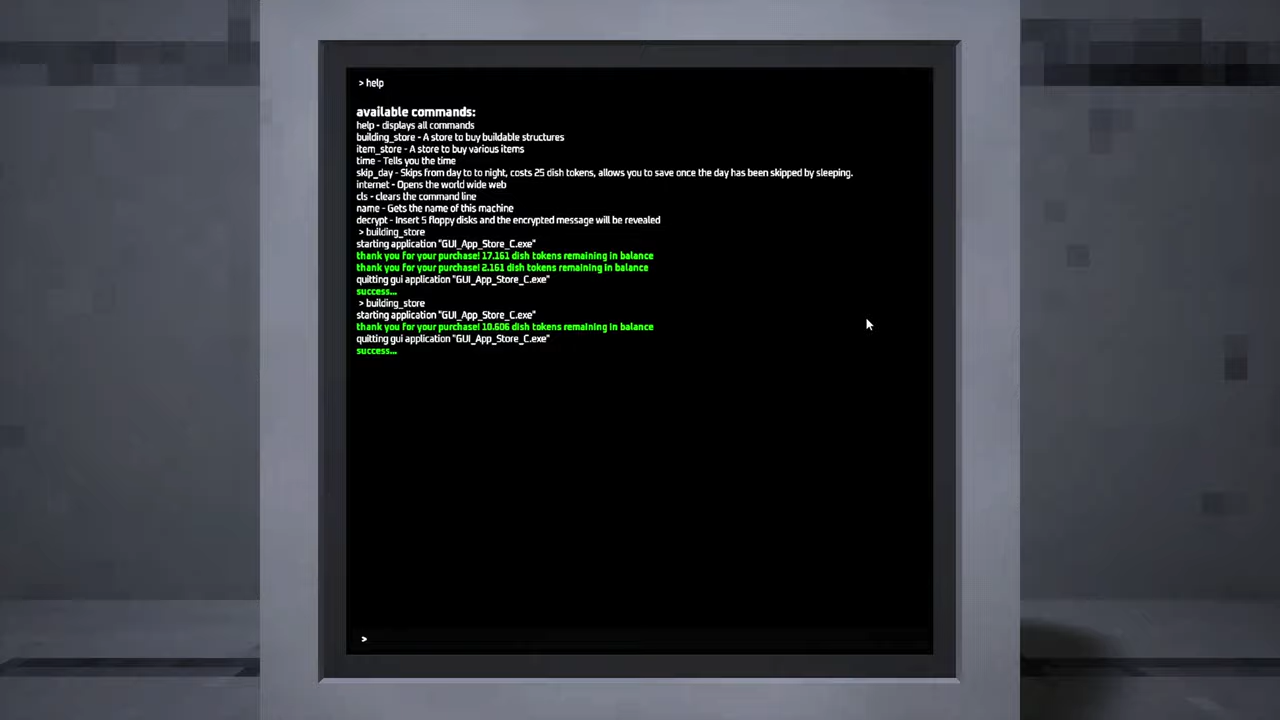 > help
available commands:
help - displays all commands
building_store - A store to buy buildable structures
item_store - A store to buy various items
time - Tells you the time
skip_day - Skips from day to to night, costs 25 dish tokens, allows you to save once the day has been skipped by sleeping.
internet - Opens the world wide web
cls - clears the command line
name - Gets the name of this machine
decrypt - Insert 5 floppy disks and the encrypted message will be revealed
> building_store
starting application "GUI_App_Store_C.exe"
thank you for your purchase! 17.161 dish tokens remaining in balance
thank you for your purchase! 2.161 dish tokens remaining in balance
quitting gui application "GUI_App_Store_C.exe"
success...
> building_store
starting application "GUI_App_Store_C.exe"
thank you for your purchase! 10.606 dish tokens remaining in balance
quitting gui application "GUI_App_Store_C.exe"
success...
>